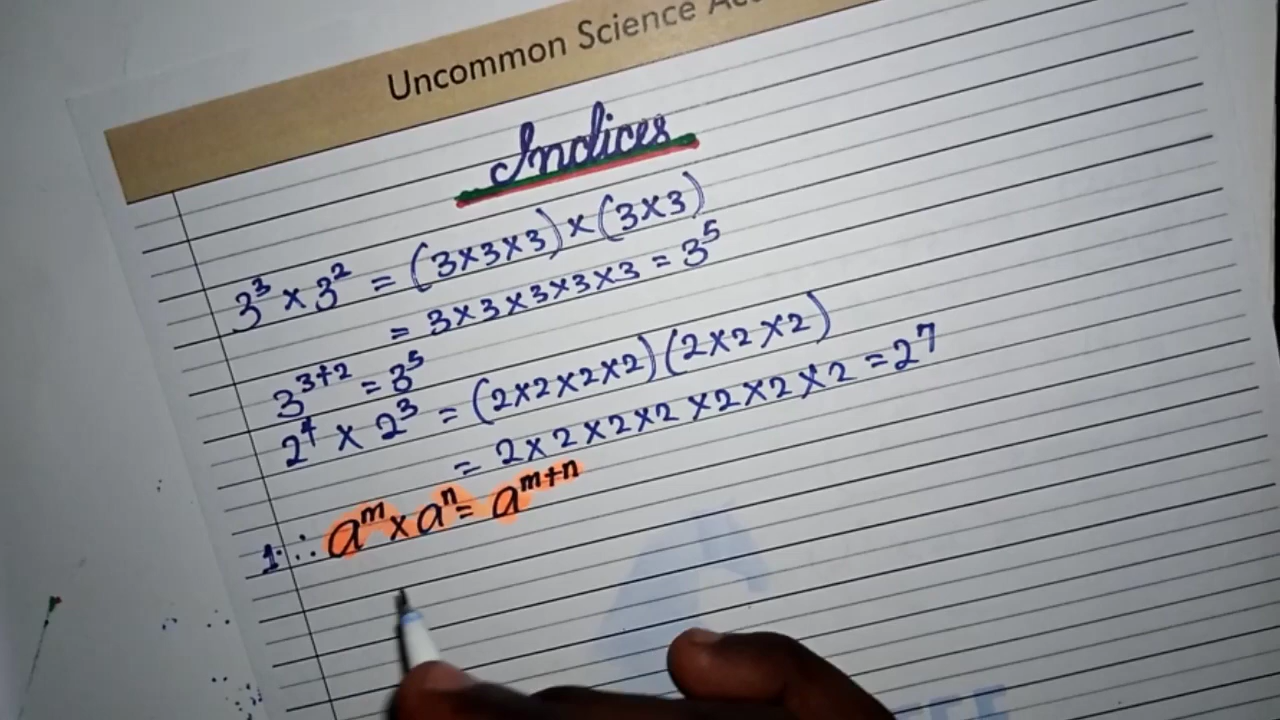 Uncommon Science
Indices
3³ × 3² = (3×3×3) × (3×3)
= 3×3×3×3×3 = 3⁵
3³⁺² = 3⁵
2⁴ × 2³ = (2×2×2×2)(2×2×2)
= 2×2×2×2×2×2×2 = 2⁷
1. ∴ aᵐ × aⁿ = aᵐ⁺ⁿ